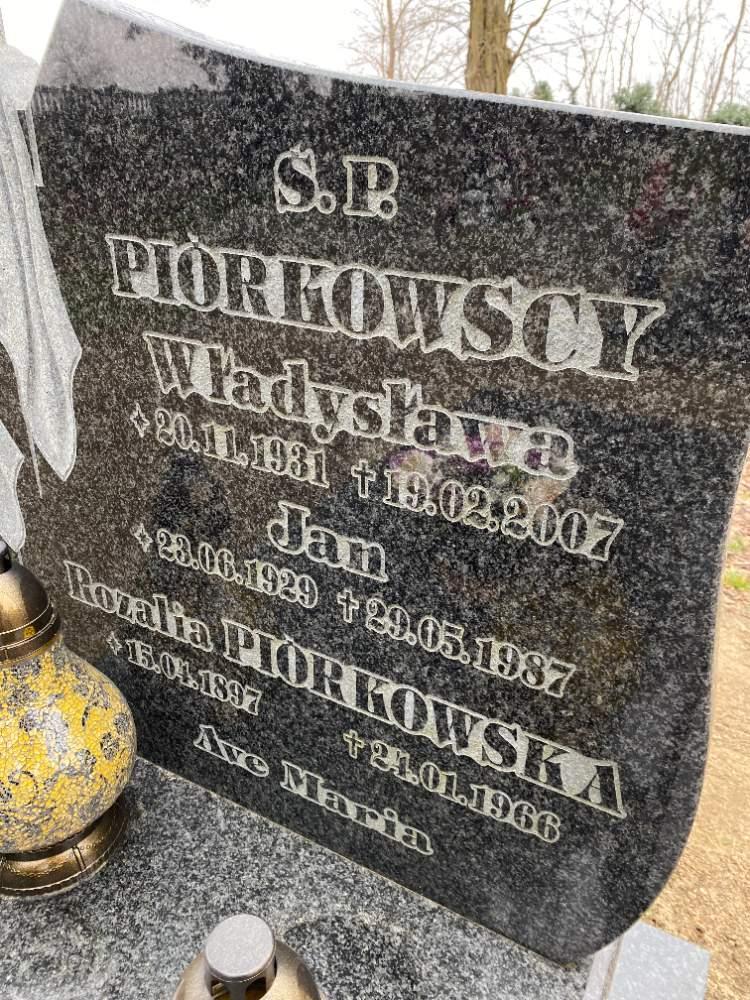 Ś.P.
PIÓRKOWSCY
Władysława
20.11.1931 † 19.02.2007
Jan
23.06.1929 † 29.05.1987
Rozalia PIÓRKOWSKA
15.04.1897 † 24.01.1966
Ave Maria